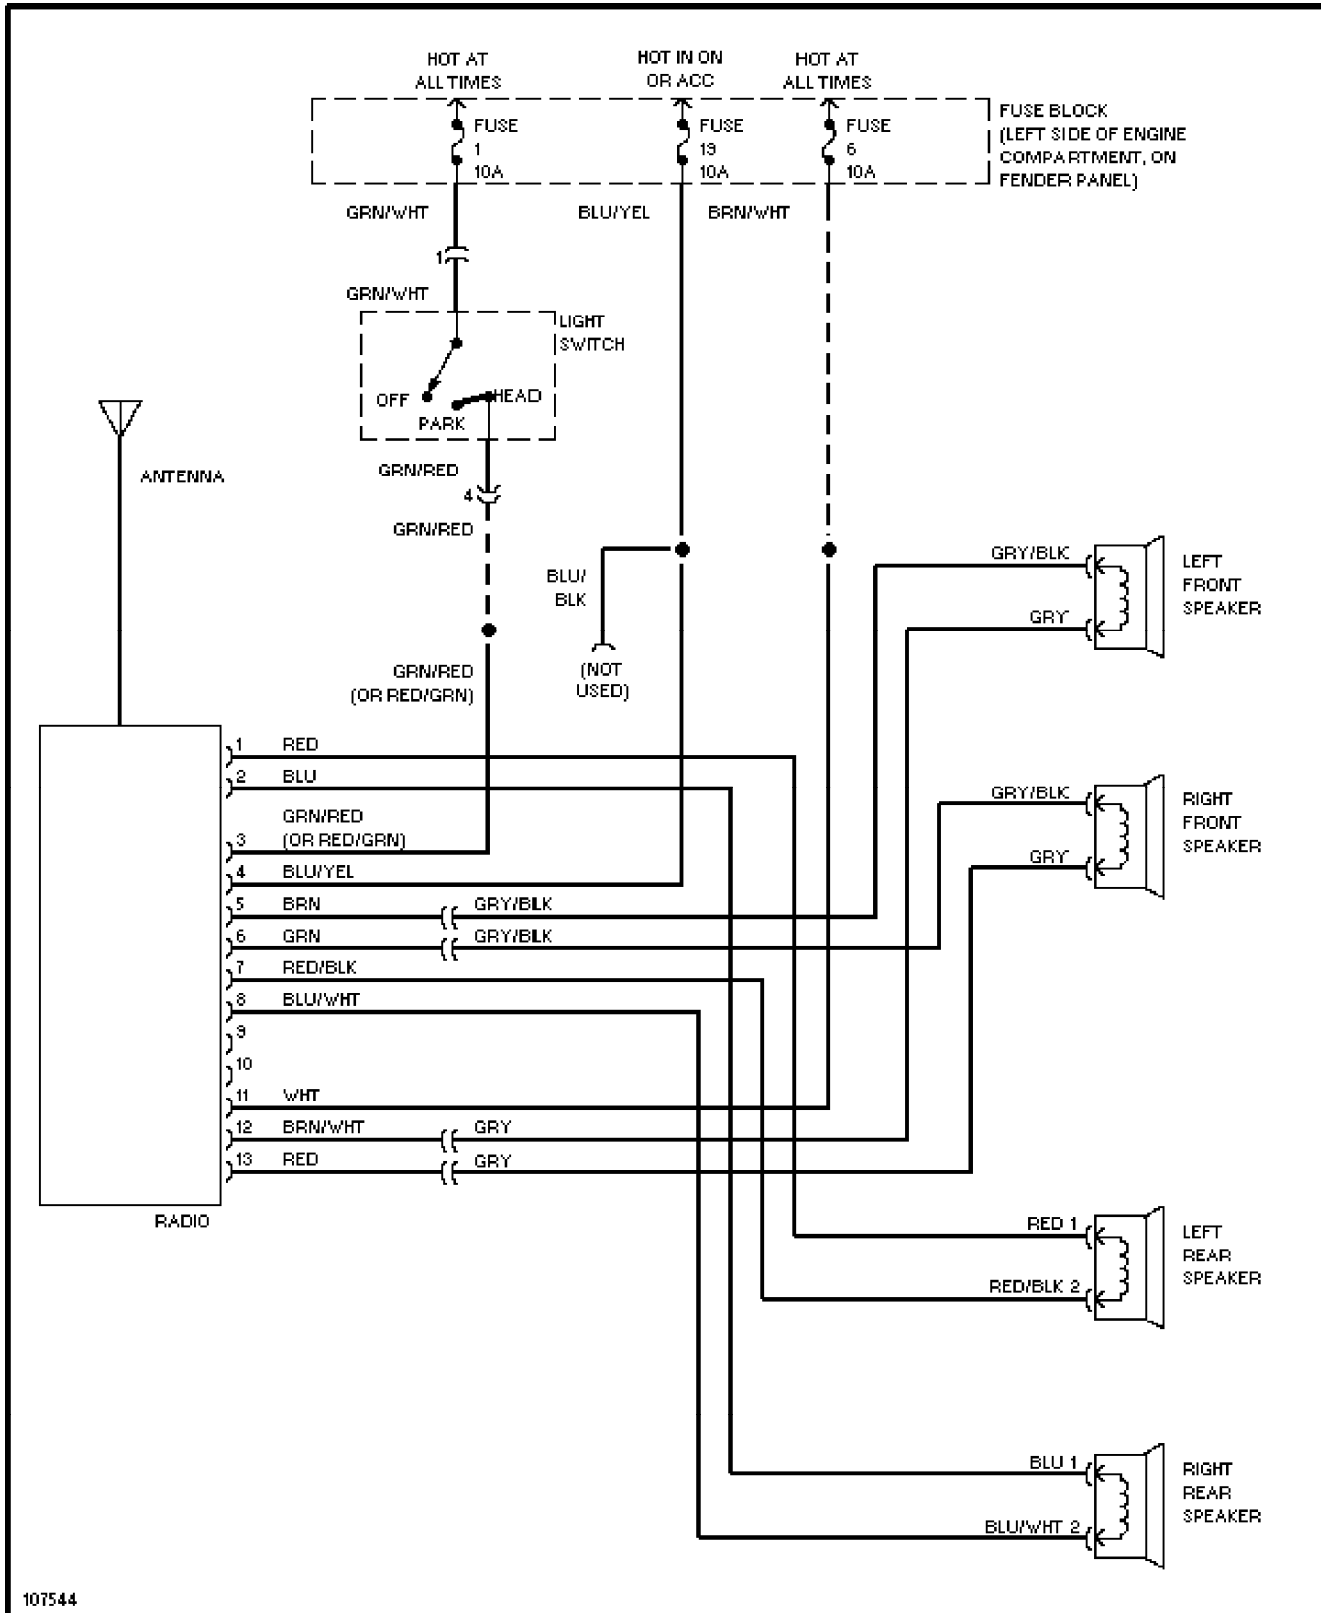 HOT AT
ALL TIMES
HOT IN ON
OR ACC
HOT AT
ALL TIMES
FUSE
1
10A
FUSE
19
10A
FUSE
6
10A
FUSE BLOCK
(LEFT SIDE OF ENGINE
COMPARTMENT, ON
FENDER PANEL)
GRN/WHT
BLU/YEL
BRN/WHT
1
GRN/WHT
LIGHT
SWITCH
OFF
HEAD
PARK
GRN/RED
4
GRN/RED
ANTENNA
BLU/
BLK
(NOT
USED)
GRN/RED
(OR RED/GRN)
GRY/BLK
GRY
LEFT
FRONT
SPEAKER
1 RED
2 BLU
GRN/RED
3 (OR RED/GRN)
4 BLU/YEL
5 BRN GRY/BLK
6 GRN GRY/BLK
7 RED/BLK
8 BLU/WHT
9
10
11 WHT
12 BRN/WHT GRY
13 RED GRY
RADIO
GRY/BLK
GRY
RIGHT
FRONT
SPEAKER
RED 1
RED/BLK 2
LEFT
REAR
SPEAKER
BLU 1
BLU/WHT 2
RIGHT
REAR
SPEAKER
107544